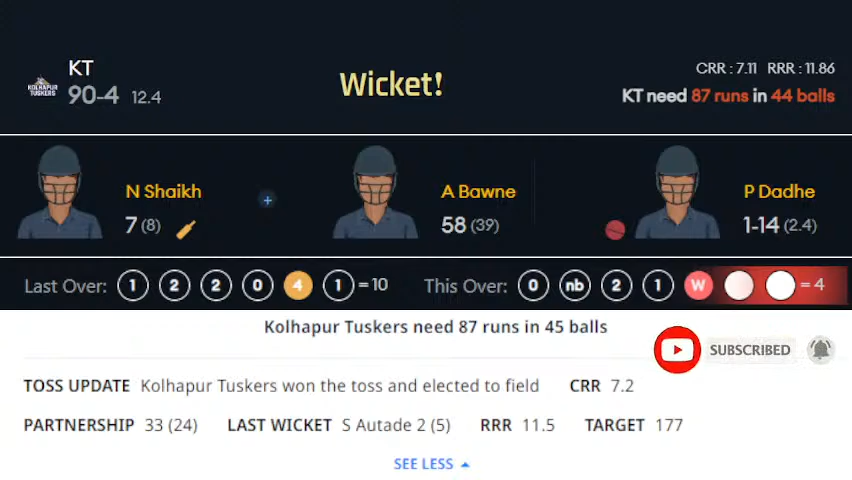 KT
90-4 12.4
KOLHAPUR
TUSKERS
Wicket!
CRR : 7.11 RRR : 11.86
KT need 87 runs in 44 balls
N Shaikh
7 (8)
+
A Bawne
58 (39)
P Dadhe
1-14 (2.4)
Last Over: 1 2 2 0 4 1 = 10
This Over: 0 nb 2 1 W = 4
Kolhapur Tuskers need 87 runs in 45 balls
SUBSCRIBED
TOSS UPDATE Kolhapur Tuskers won the toss and elected to field CRR 7.2
PARTNERSHIP 33 (24) LAST WICKET S Autade 2 (5) RRR 11.5 TARGET 177
SEE LESS